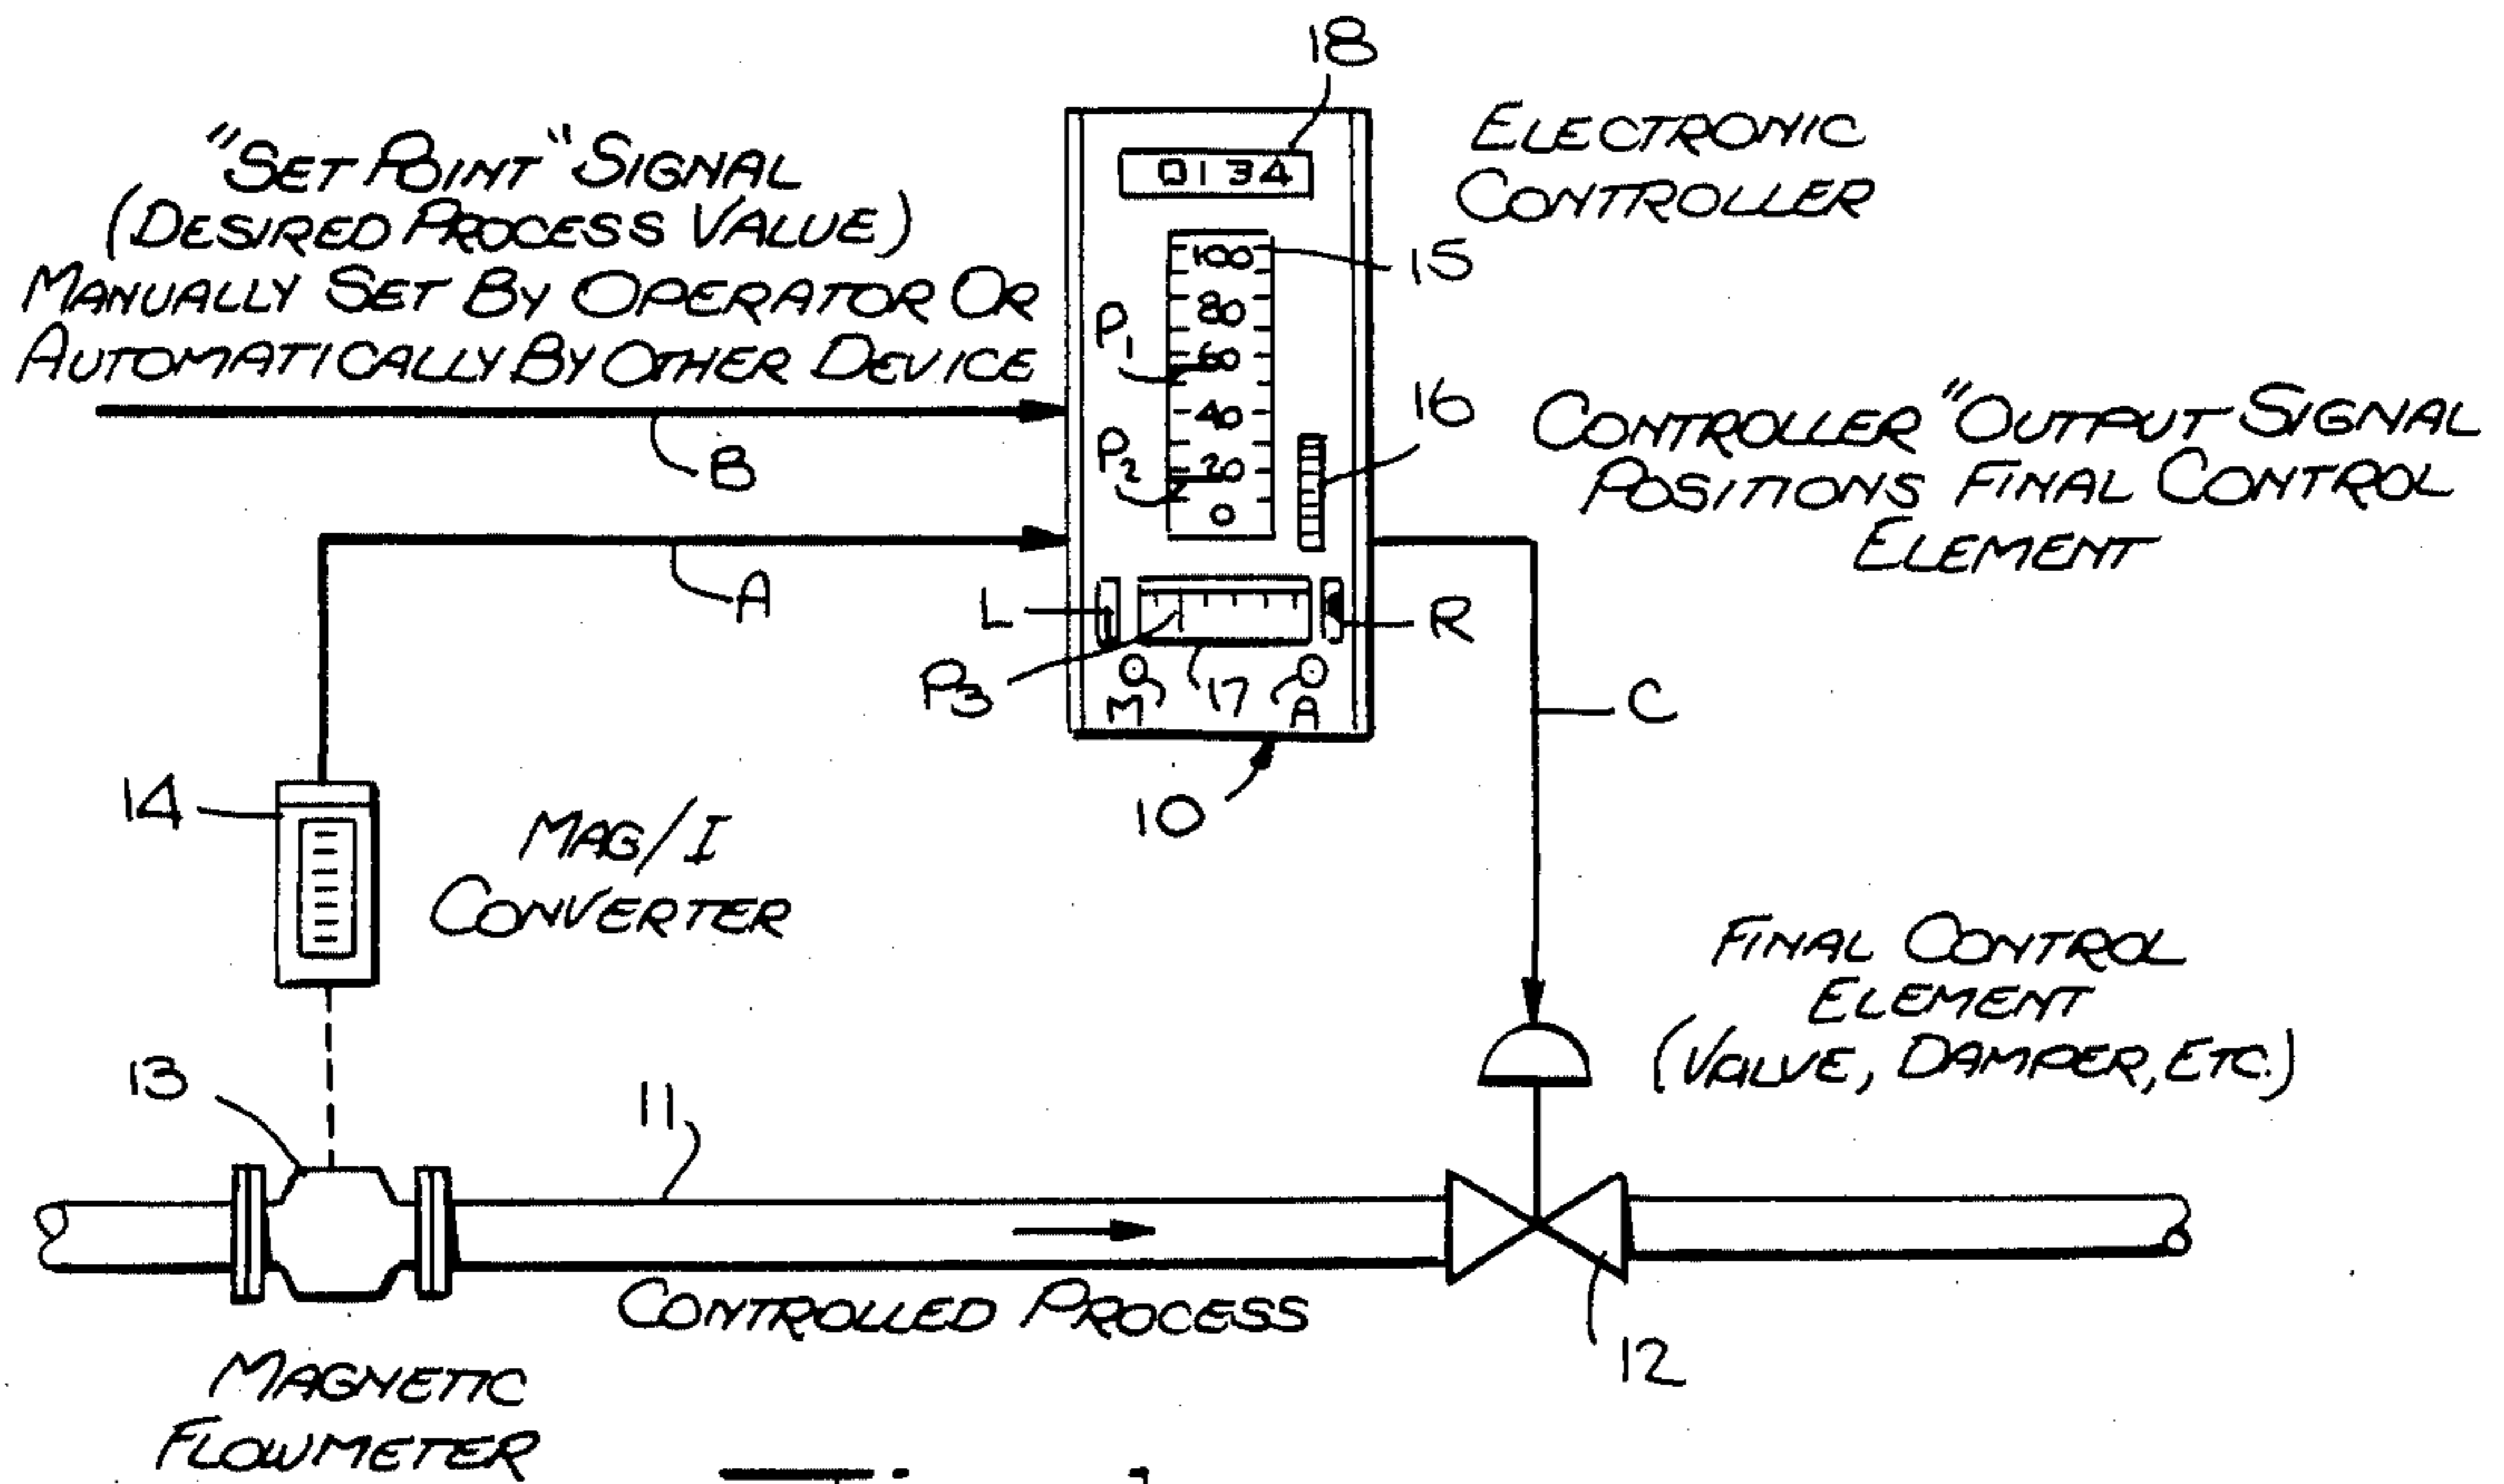 18
ELECTRONIC
CONTROLLER
"SET POINT" SIGNAL
(DESIRED PROCESS VALUE)
MANUALLY SET BY OPERATOR OR
AUTOMATICALLY BY OTHER DEVICE
0134
15
100
80
60
40
20
0
P1
P2
16
CONTROLLER "OUTPUT SIGNAL
POSITIONS FINAL CONTROL
ELEMENT
B
A
L
R
P3
M
17
A
C
10
14
MAG/I
CONVERTER
FINAL CONTROL
ELEMENT
(VALVE, DAMPER, ETC.)
13
11
CONTROLLED PROCESS
12
MAGNETIC
FLOWMETER